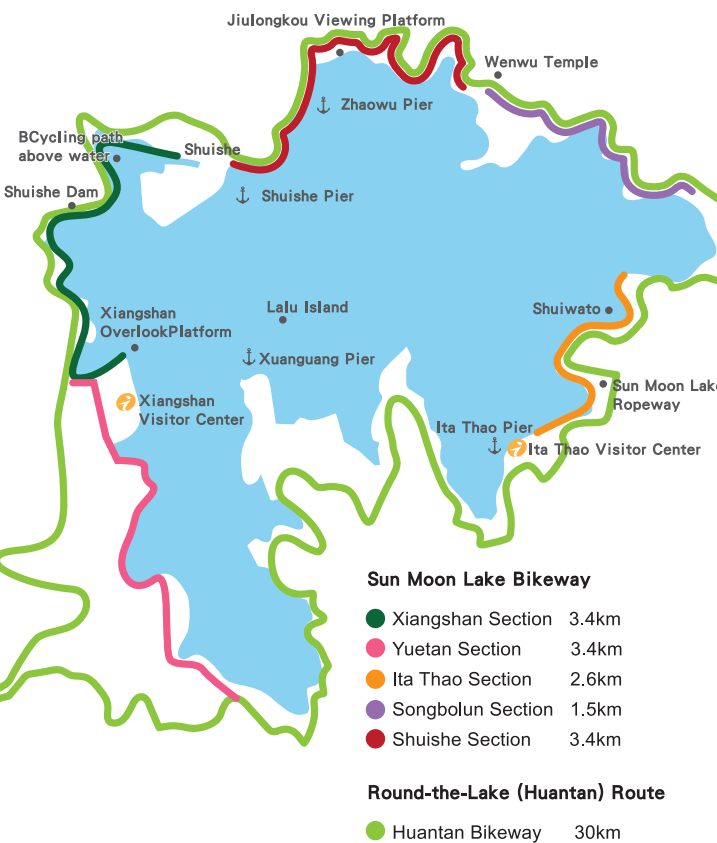 Jiulongkou Viewing Platform
Wenwu Temple
Zhaowu Pier
BCycling path
above water
Shuishe
Shuishe Dam
Shuishe Pier
Xiangshan
OverlookPlatform
Lalu Island
Shuiwato
Xuanguang Pier
Xiangshan
Visitor Center
Sun Moon Lake
Ropeway
Ita Thao Pier
Ita Thao Visitor Center
Sun Moon Lake Bikeway
Xiangshan Section 3.4km
Yuetan Section 3.4km
Ita Thao Section 2.6km
Songbolun Section 1.5km
Shuishe Section 3.4km
Round-the-Lake (Huantan) Route
Huantan Bikeway 30km